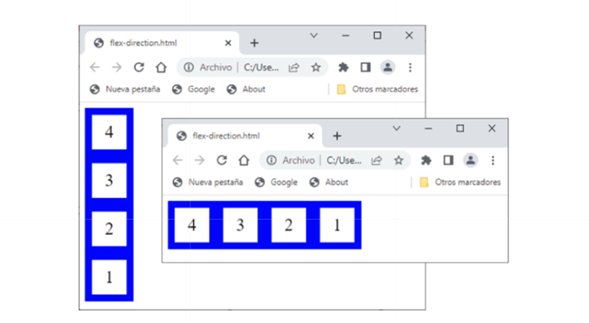 flex-direction.html
Archivo C:/Use...
Nueva pestaña Google About Otros marcadores
4
3
2
1
flex-direction.html
Archivo C:/Use...
Nueva pestaña Google About Otros marcadores
4 3 2 1